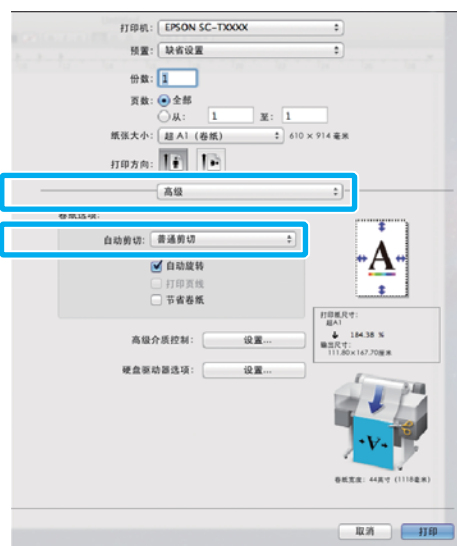 打印机: EPSON SC-TXXXX
预置: 缺省设置
份数: 1
页数: 全部
从: 1 至: 1
纸张大小: 超 A1 (卷纸) 610 × 914 毫米
打印方向:
高级
卷纸选项:
自动剪切: 普通剪切
自动旋转
打印页线
节省卷纸
高级介质控制: 设置...
硬盘驱动器选项: 设置...
A
打印纸尺寸:
超A1
184.38 %
输出尺寸:
111.80×167.70毫米
A
卷纸宽度: 44英寸 (1118毫米)
取消 打印